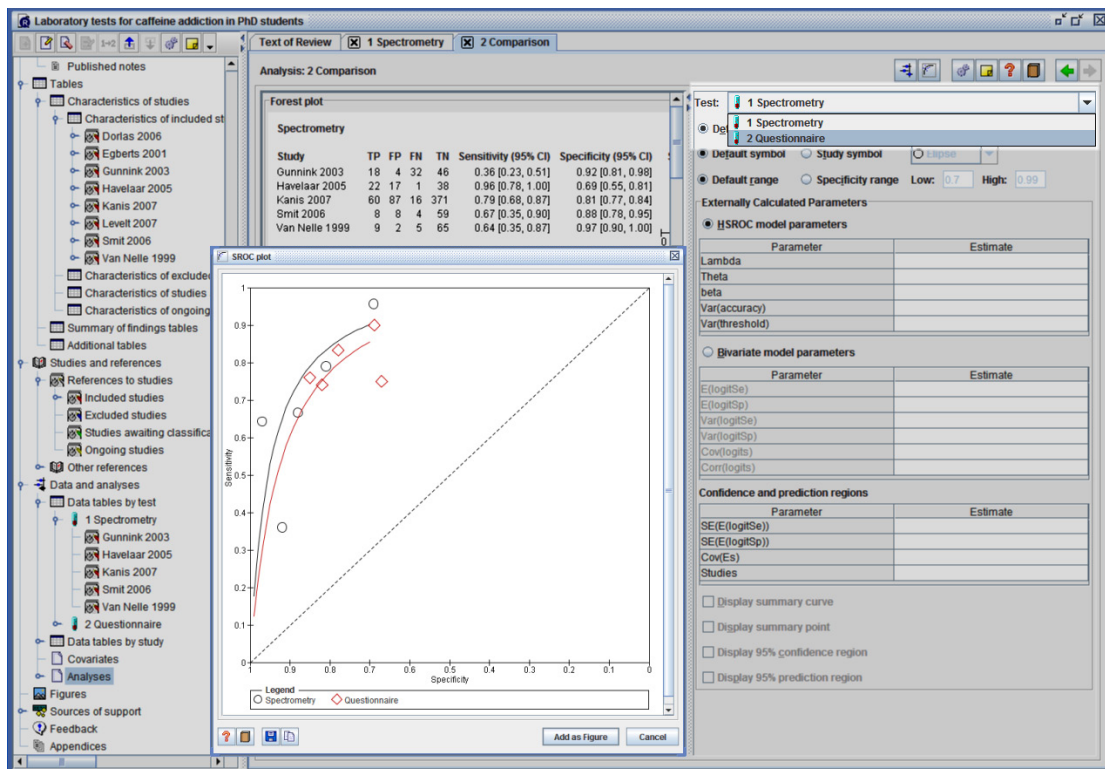 Laboratory tests for caffeine addiction in PhD students
Published notes
Tables
Characteristics of studies
Characteristics of included st
Dorlas 2006
Egberts 2001
Gunnink 2003
Havelaar 2005
Kanis 2007
Levelt 2007
Smit 2006
Van Nelle 1999
Characteristics of exclude
Characteristics of studies
Characteristics of ongoing
Summary of findings tables
Additional tables
Studies and references
References to studies
Included studies
Excluded studies
Studies awaiting classifica
Ongoing studies
Other references
Data and analyses
Data tables by test
1 Spectrometry
Gunnink 2003
Havelaar 2005
Kanis 2007
Smit 2006
Van Nelle 1999
2 Questionnaire
Data tables by study
Covariates
Analyses
Figures
Sources of support
Feedback
Appendices
Text of Review
1 Spectrometry
2 Comparison
Analysis: 2 Comparison
Forest plot
Spectrometry
Study TP FP FN TN Sensitivity (95% CI) Specificity (95% CI)
Gunnink 2003 18 4 32 46 0.36 [0.23, 0.51] 0.92 [0.81, 0.98]
Havelaar 2005 22 17 1 38 0.96 [0.78, 1.00] 0.69 [0.55, 0.81]
Kanis 2007 60 87 16 371 0.79 [0.68, 0.87] 0.81 [0.77, 0.84]
Smit 2006 8 8 4 59 0.67 [0.35, 0.90] 0.88 [0.78, 0.95]
Van Nelle 1999 9 2 5 65 0.64 [0.35, 0.87] 0.97 [0.90, 1.00]
SROC plot
1
0.9
0.8
0.7
0.6
0.5
0.4
0.3
0.2
0.1
0
Sensitivity
1 0.9 0.8 0.7 0.6 0.5 0.4 0.3 0.2 0.1 0
Specificity
Legend
Spectrometry Questionnaire
Add as Figure Cancel
Test: 1 Spectrometry
1 Spectrometry
2 Questionnaire
Default symbol Study symbol Ellipse
Default range Specificity range Low: 0.7 High: 0.99
Externally Calculated Parameters
HSROC model parameters
Parameter Estimate
Lambda
Theta
beta
Var(accuracy)
Var(threshold)
Bivariate model parameters
Parameter Estimate
E(logitSe)
E(logitSp)
Var(logitSe)
Var(logitSp)
Cov(logits)
Corr(logits)
Confidence and prediction regions
Parameter Estimate
SE(E(logitSe))
SE(E(logitSp))
Cov(Es)
Studies
Display summary curve
Display summary point
Display 95% confidence region
Display 95% prediction region